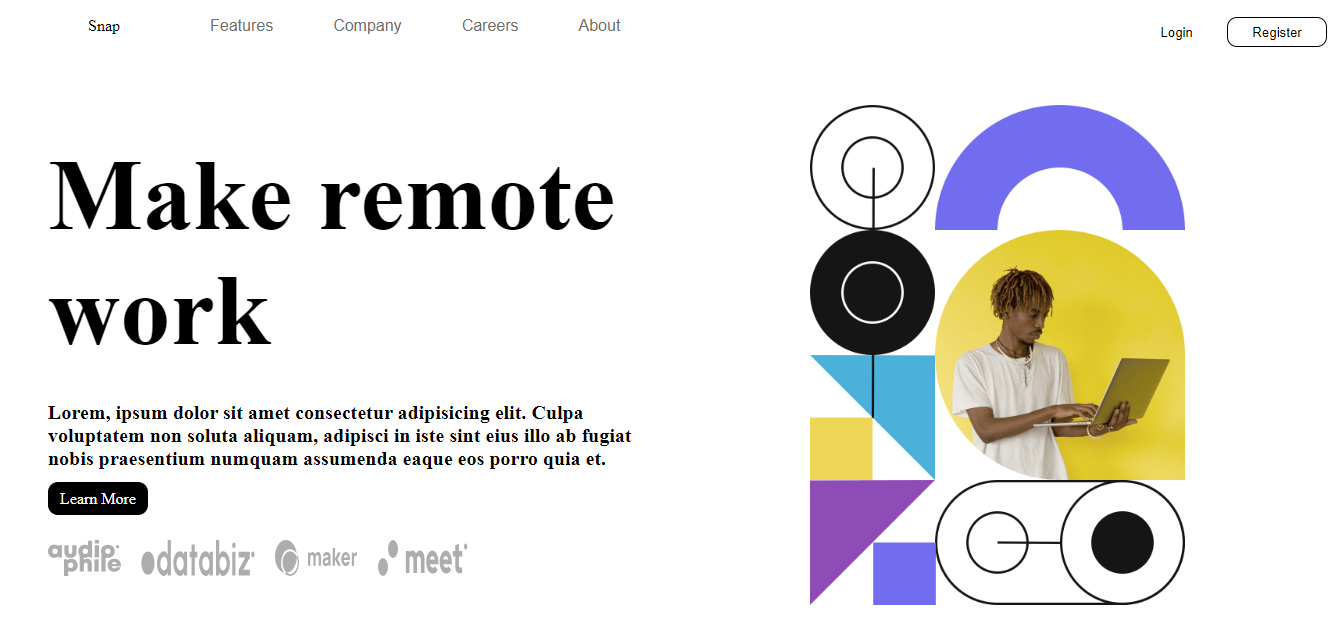 Snap Features Company Careers About Login Register
Make remote
work
Lorem, ipsum dolor sit amet consectetur adipisicing elit. Culpa
voluptatem non soluta aliquam, adipisci in iste sint eius illo ab fugiat
nobis praesentium numquam assumenda eaque eos porro quia et.
Learn More
audiophile databiz maker meet